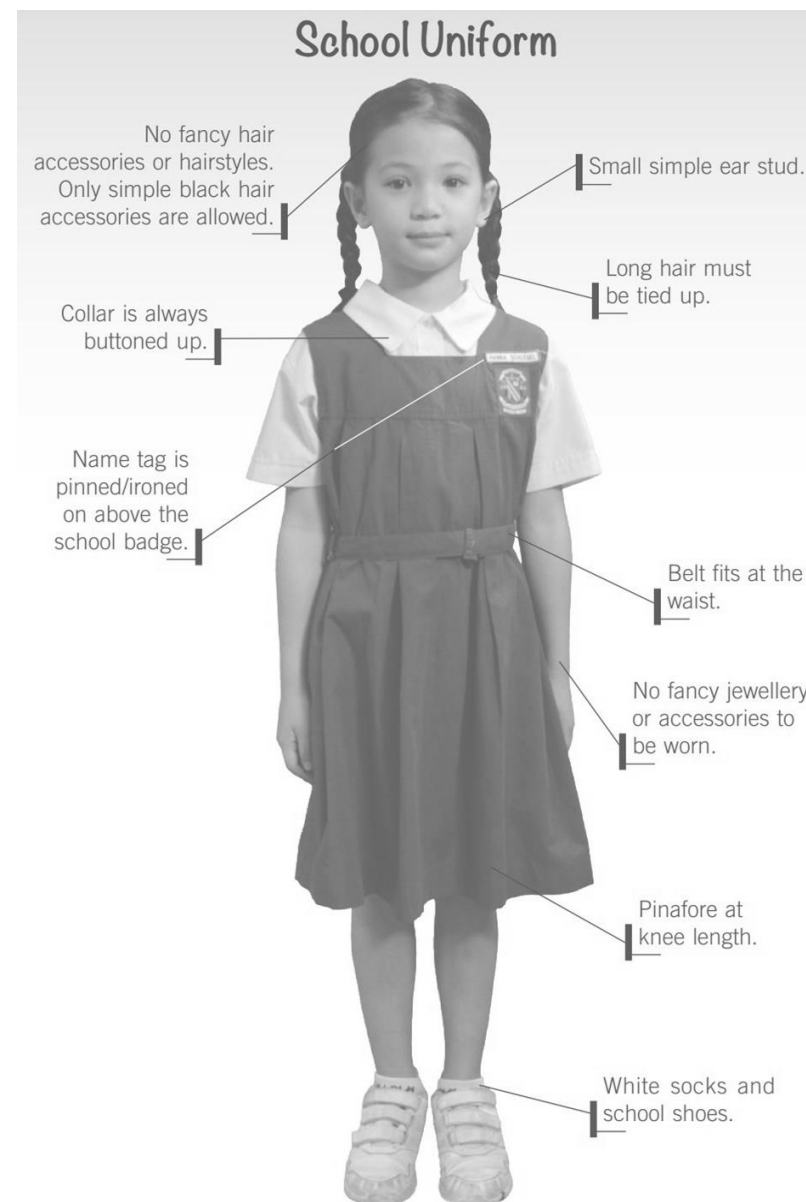 School Uniform
No fancy hair
accessories or hairstyles.
Only simple black hair
accessories are allowed.
Small simple ear stud.
Long hair must
be tied up.
Collar is always
buttoned up.
Name tag is
pinned/ironed
on above the
school badge.
Belt fits at the
waist.
No fancy jewellery
or accessories to
be worn.
Pinafore at
knee length.
White socks and
school shoes.